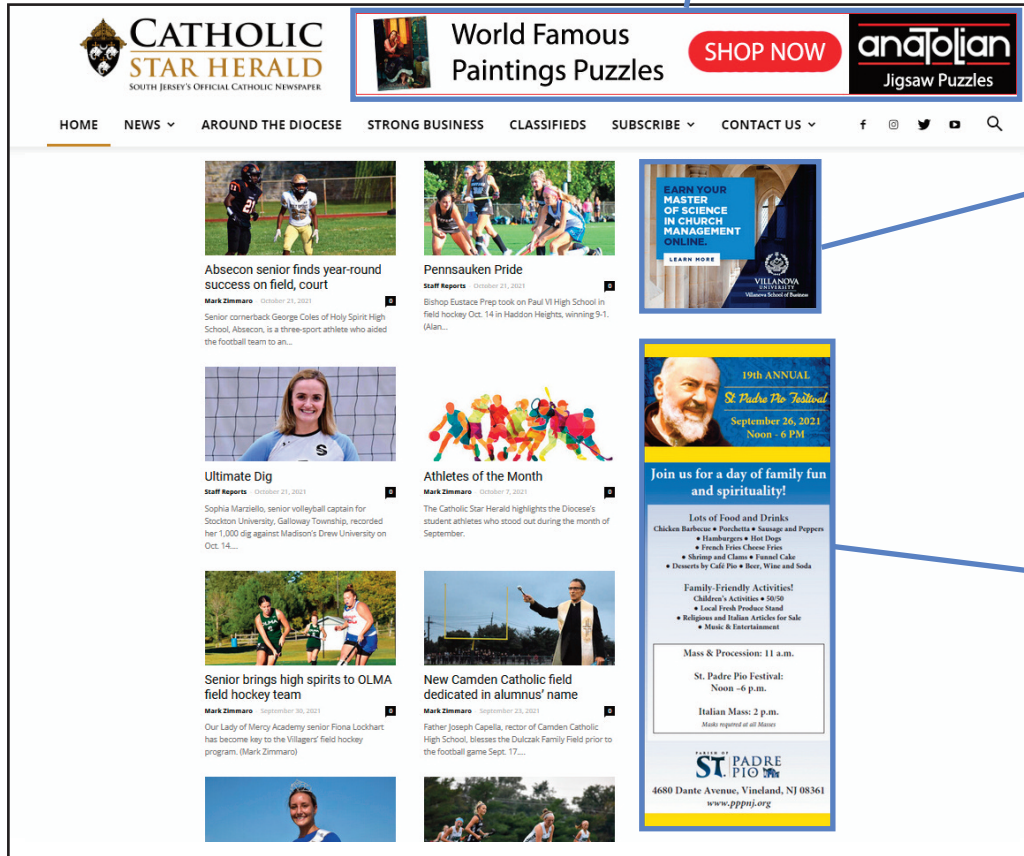 CATHOLIC
STAR HERALD
SOUTH JERSEY'S OFFICIAL CATHOLIC NEWSPAPER
World Famous
Paintings Puzzles
SHOP NOW
anatolian
Jigsaw Puzzles
HOME NEWS AROUND THE DIOCESE STRONG BUSINESS CLASSIFIEDS SUBSCRIBE CONTACT US
21
Absecon senior finds year-round
success on field, court
Mark Zimmaro - October 21, 2021 0
Senior cornerback George Coles of Holy Spirit High
School, Absecon, is a three-sport athlete who aided
the football team to an...
Pennsauken Pride
Staff Reports - October 21, 2021 0
Bishop Eustace Prep took on Paul VI High School in
field hockey Oct. 14 in Haddon Heights, winning 9-1.
(Alan...
Ultimate Dig
Staff Reports - October 21, 2021 0
Sophia Marziello, senior volleyball captain for
Stockton University, Galloway Township, recorded
her 1,000 dig against Madison's Drew University on
Oct. 14....
Athletes of the Month
Mark Zimmaro - October 7, 2021 0
The Catholic Star Herald highlights the Diocese's
student athletes who stood out during the month of
September.
OLMA
Senior brings high spirits to OLMA
field hockey team
Mark Zimmaro - September 30, 2021 0
Our Lady of Mercy Academy senior Fiona Lockhart
has become key to the Villagers' field hockey
program. (Mark Zimmaro)
New Camden Catholic field
dedicated in alumnus' name
Mark Zimmaro - September 23, 2021 0
Father Joseph Capella, rector of Camden Catholic
High School, blesses the Dulczak Family Field prior to
the football game Sept. 17....
EARN YOUR
MASTER
OF SCIENCE
IN CHURCH
MANAGEMENT
ONLINE.
LEARN MORE
VILLANOVA
UNIVERSITY
Villanova School of Business
19th ANNUAL
St. Padre Pio Festival
September 26, 2021
Noon - 6 PM
Join us for a day of family fun
and spirituality!
Lots of Food and Drinks
Chicken Barbecue • Porchetta • Sausage and Peppers
• Hamburgers • Hot Dogs
• French Fries Cheese Fries
• Shrimp and Clams • Funnel Cake
• Desserts by Café Pio • Beer, Wine and Soda
Family-Friendly Activities!
Children's Activities • 50/50
• Local Fresh Produce Stand
• Religious and Italian Articles for Sale
• Music & Entertainment
Mass & Procession: 11 a.m.
St. Padre Pio Festival:
Noon –6 p.m.
Italian Mass: 2 p.m.
Masks required at all Masses
PARISH OF
ST. PADRE
PIO
4680 Dante Avenue, Vineland, NJ 08361
www.pppnj.org